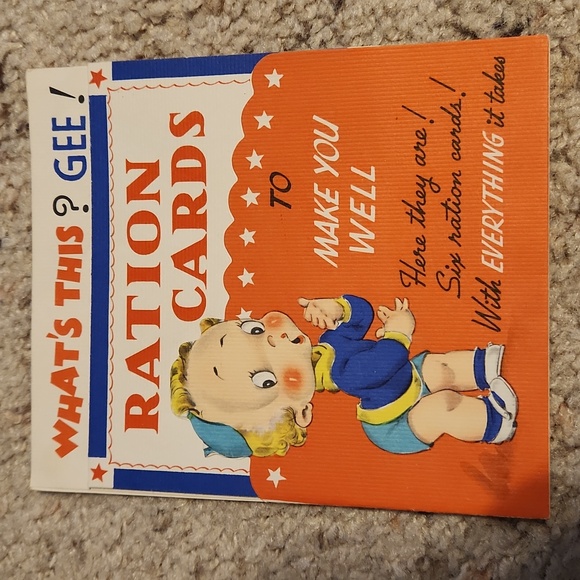 WHAT'S THIS? GEE!
RATION
CARDS
TO
MAKE YOU
WELL
Here they are!
Six ration cards!
With EVERYTHING it takes